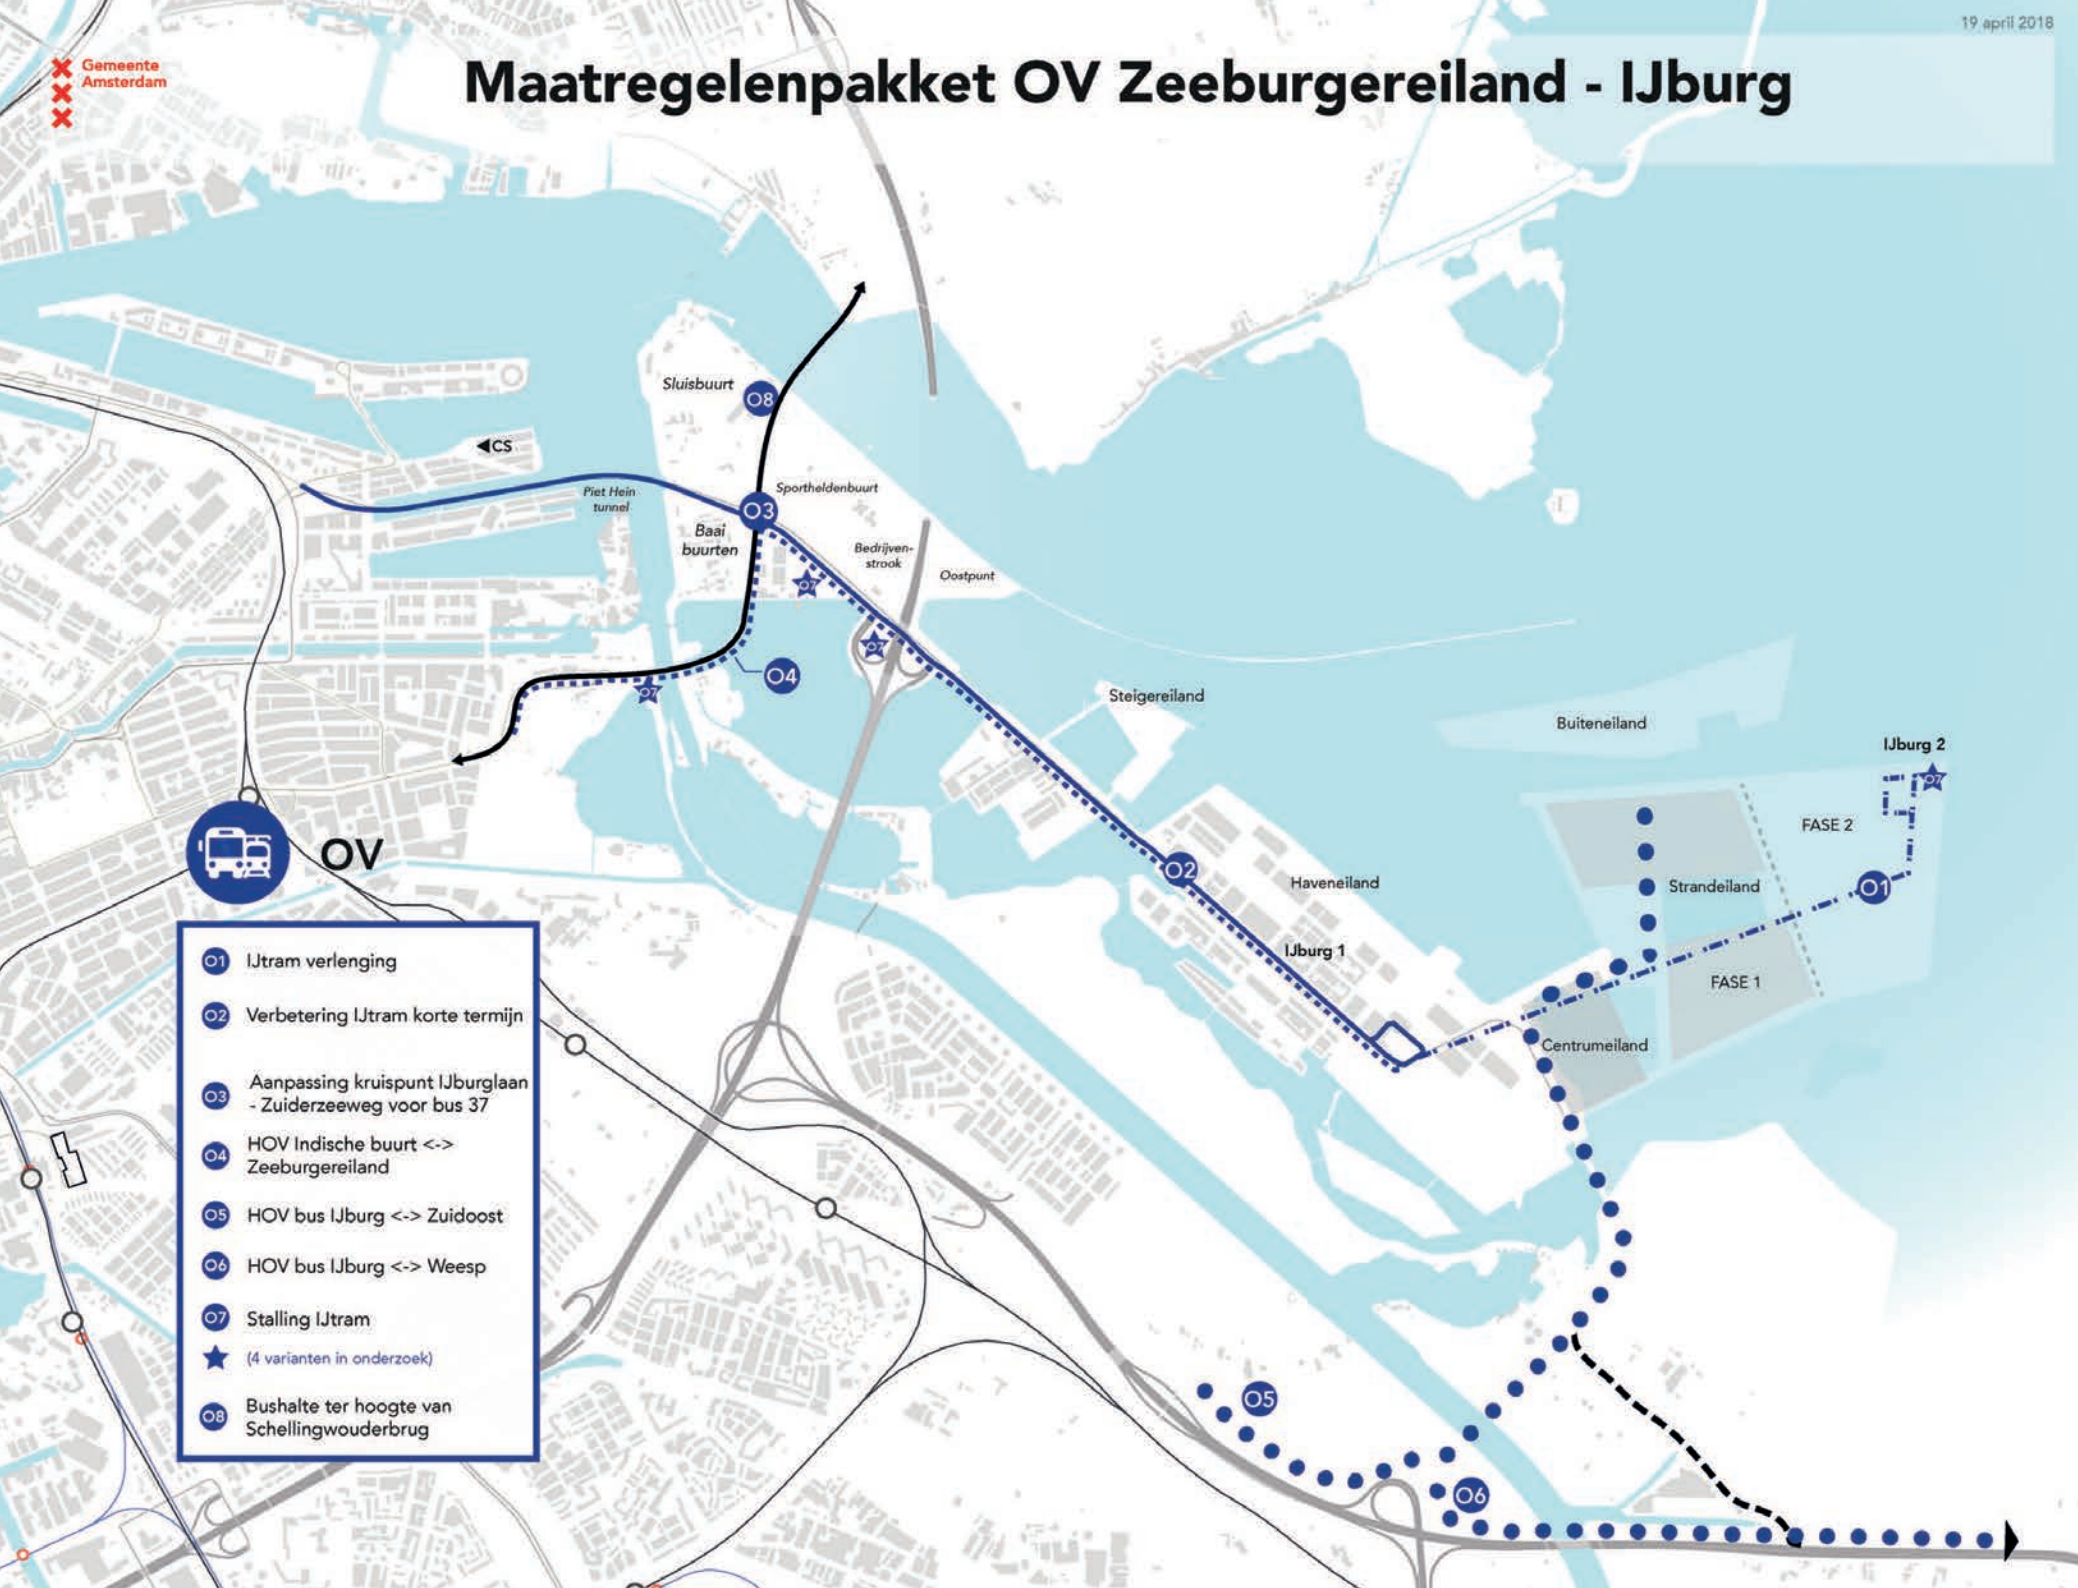 19 april 2018
Gemeente
Amsterdam
Maatregelenpakket OV Zeeburgereiland - IJburg
Sluisbuurt
O8
◀CS
Piet Hein
tunnel
Sportheldenbuurt
O3
Baai
buurten
Bedrijven-
strook
Oostpunt
O7
O7
O7
O4
Steigereiland
Buiteneiland
IJburg 2
O7
FASE 2
Strandeiland
O1
O2
Haveneiland
IJburg 1
FASE 1
Centrumeiland
OV
O1 IJtram verlenging
O2 Verbetering IJtram korte termijn
O3 Aanpassing kruispunt IJburglaan
- Zuiderzeeweg voor bus 37
O4 HOV Indische buurt <->
Zeeburgereiland
O5 HOV bus IJburg <-> Zuidoost
O6 HOV bus IJburg <-> Weesp
O7 Stalling IJtram
(4 varianten in onderzoek)
O8 Bushalte ter hoogte van
Schellingwouderbrug
O5
O6